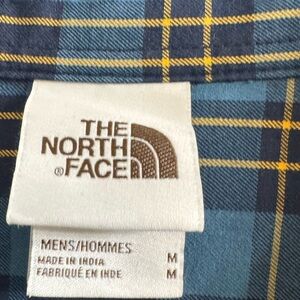 THE
NORTH
®FACE
MENS/HOMMES
MADE IN INDIA M
FABRIQUÉ EN INDE M